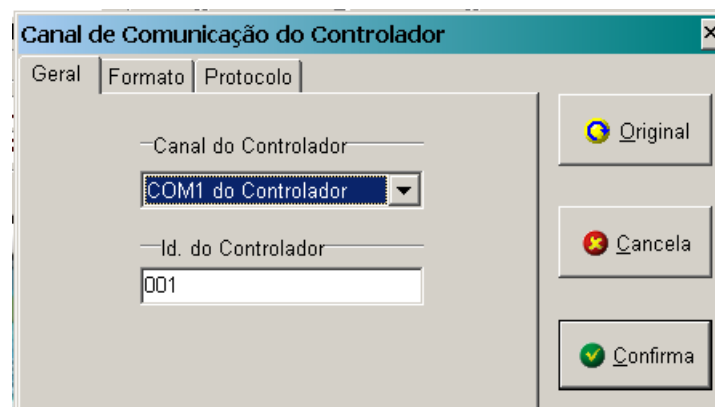 Canal de Comunicação do Controlador
Geral Formato Protocolo
Canal do Controlador
COM1 do Controlador
Id. do Controlador
001
Original
Cancela
Confirma